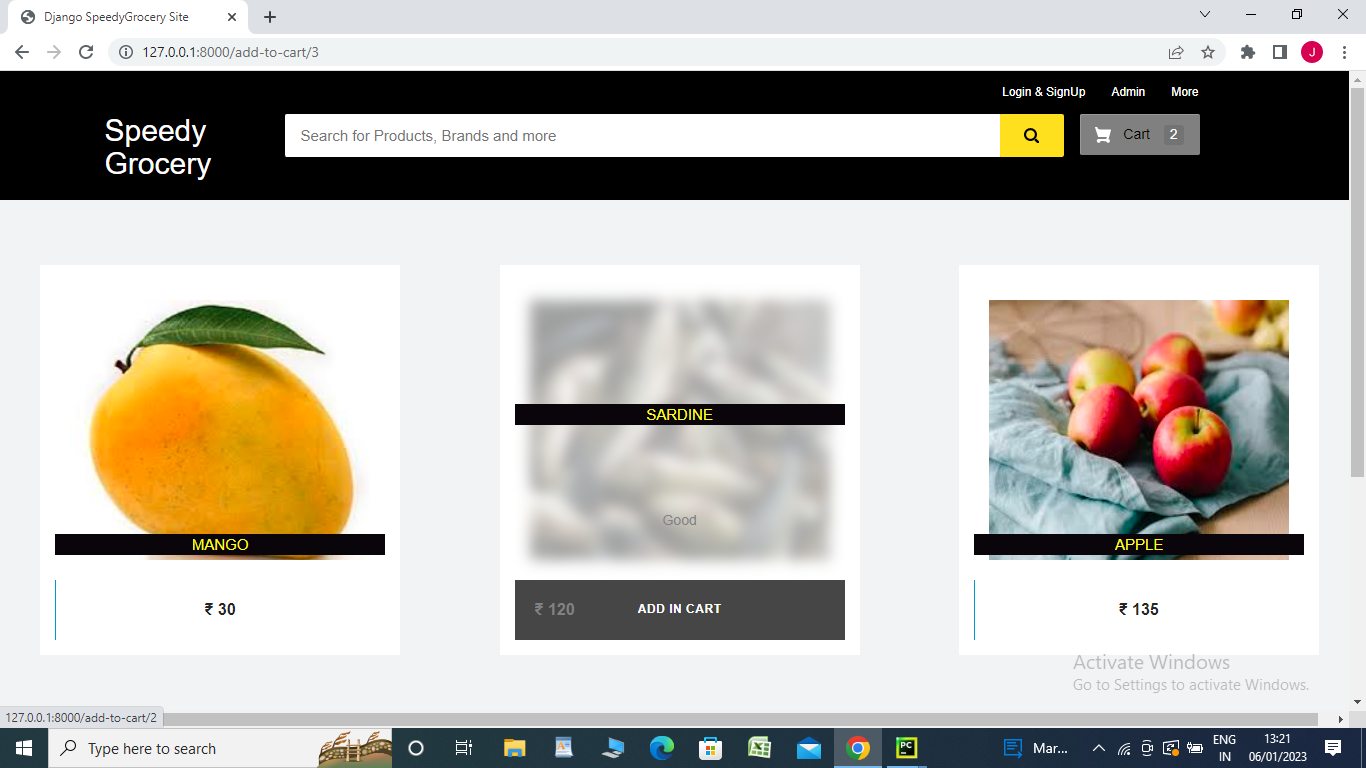 Django SpeedyGrocery Site
127.0.0.1:8000/add-to-cart/3
J
Login & SignUp
Admin
More
Speedy
Grocery
Search for Products, Brands and more
Cart
2
MANGO
₹ 30
SARDINE
Good
₹ 120
ADD IN CART
APPLE
₹ 135
Activate Windows
Go to Settings to activate Windows.
127.0.0.1:8000/add-to-cart/2
Type here to search
PC
Mar...
ENG
IN
13:21
06/01/2023